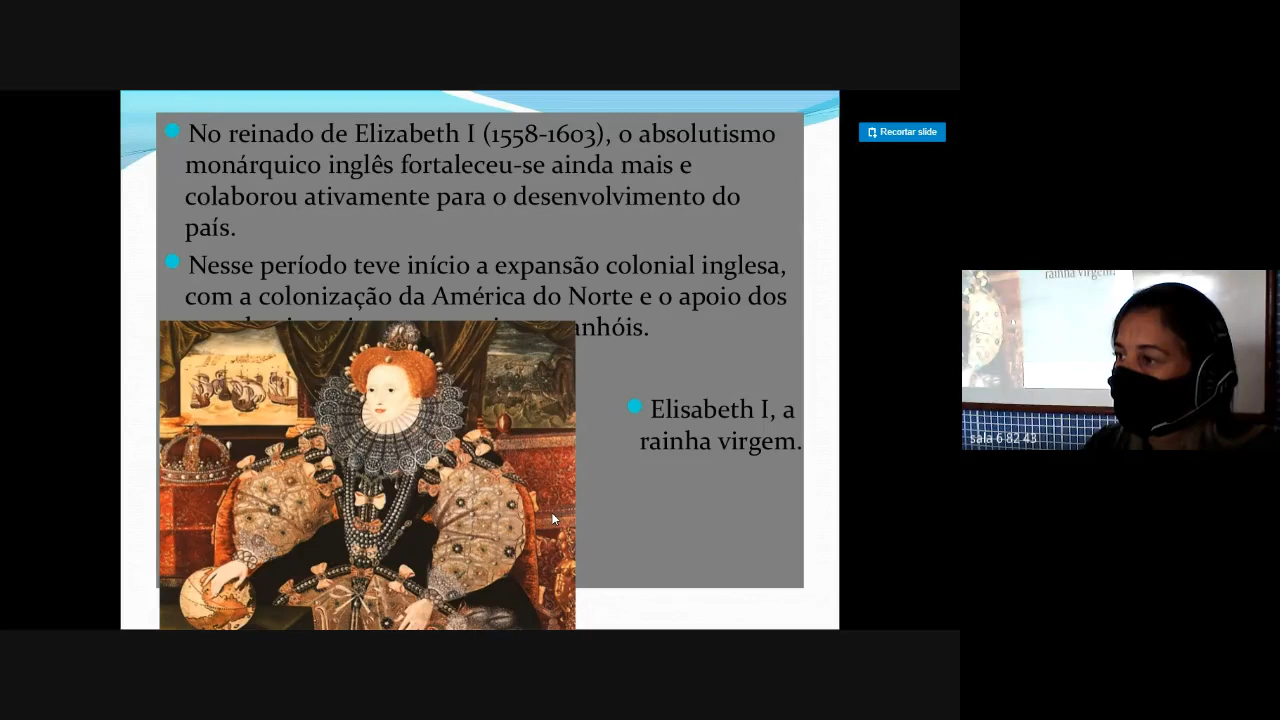 No reinado de Elizabeth I (1558-1603), o absolutismo
monárquico inglês fortaleceu-se ainda mais e
colaborou ativamente para o desenvolvimento do
país.
Nesse período teve início a expansão colonial inglesa,
com a colonização da América do Norte e o apoio dos
anhóis.
Elisabeth I, a
rainha virgem.
Recortar slide
rainha virgem.
sala 6 82 43